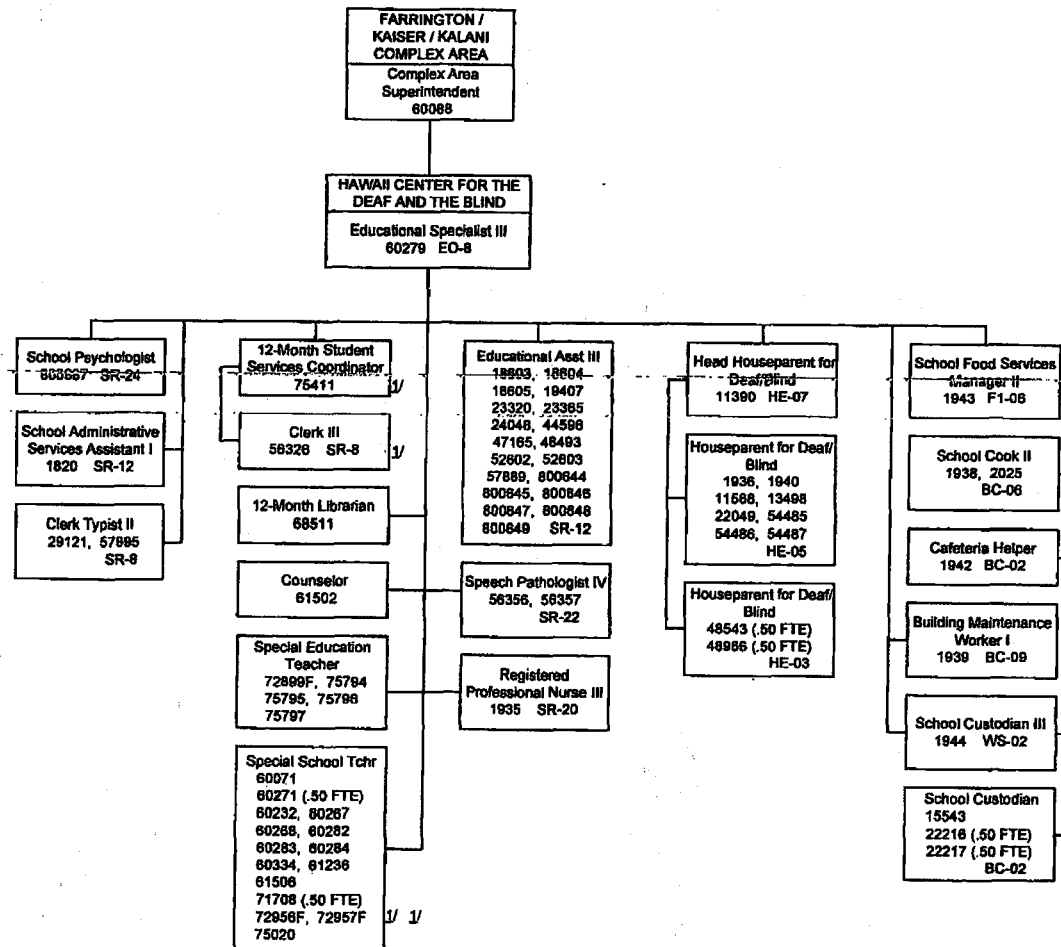 FARRINGTON /
KAISER / KALANI
COMPLEX AREA
Complex Area
Superintendent
60088
HAWAII CENTER FOR THE
DEAF AND THE BLIND
Educational Specialist III
60279 EO-8
School Psychologist
SR-24
School Administrative
Services Assistant I
1820 SR-12
Clerk Typist II
29121, 57895
SR-8
12-Month Student
Services Coordinator
75411
1/
Clerk III
56326 SR-8
1/
12-Month Librarian
68511
Counselor
61502
Special Education
Teacher
72899F, 75794
75795, 75796
75797
Special School Tchr
60071
60271 (.50 FTE)
60232, 60267
60268, 60282
60283, 60284
60334, 61236
61506
71708 (.50 FTE)
72956F, 72957F
1/ 1/
75020
Educational Asst III
18603, 18604
18605, 19407
23320, 23365
24048, 44596
47165, 48493
52602, 52603
57889, 800644
800645, 800646
800647, 800648
800649 SR-12
Speech Pathologist IV
56356, 56357
SR-22
Registered
Professional Nurse III
1935 SR-20
Head Houseparent for
Deaf/Blind
11390 HE-07
Houseparent for Deaf/
Blind
1936, 1940
11568, 13498
22049, 54485
54486, 54487
HE-05
Houseparent for Deaf/
Blind
48543 (.50 FTE)
48986 (.50 FTE)
HE-03
School Food Services
Manager II
1943 F1-06
School Cook II
1938, 2025
BC-06
Cafeteria Helper
1942 BC-02
Building Maintenance
Worker I
1939 BC-09
School Custodian III
1944 WS-02
School Custodian
15543
22216 (.50 FTE)
22217 (.50 FTE)
BC-02